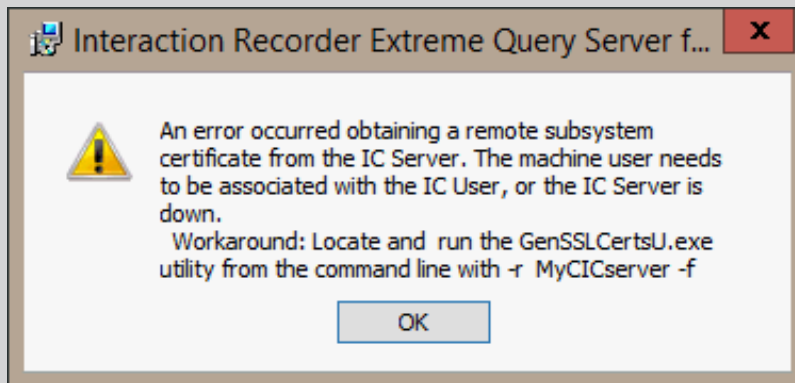 Interaction Recorder Extreme Query Server f...
x
An error occurred obtaining a remote subsystem
certificate from the IC Server. The machine user needs
to be associated with the IC User, or the IC Server is
down.
Workaround: Locate and run the GenSSLCertsU.exe
utility from the command line with -r MyCICserver -f
OK